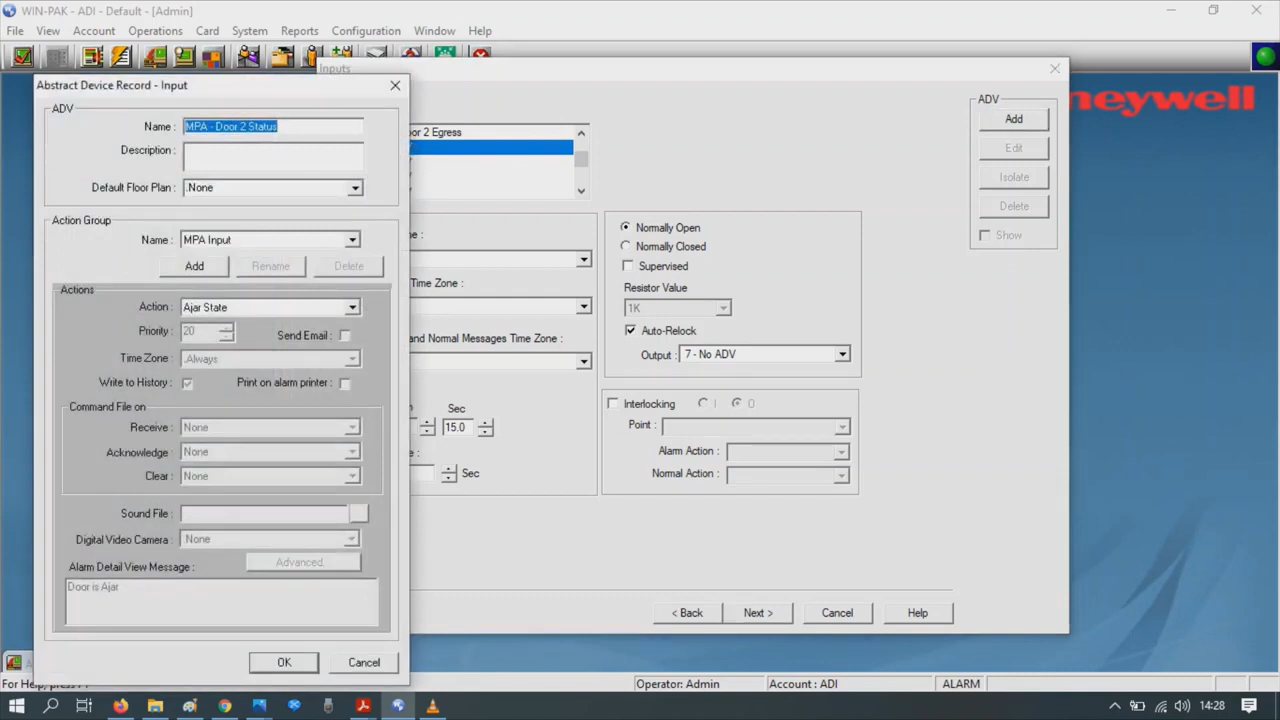 WIN-PAK - ADI - Default - [Admin]
File View Account Operations Card System Reports Configuration Window Help
Inputs
Abstract Device Record - Input
ADV
Name : MPA - Door 2 Status
Description :
Default Floor Plan : .None
Action Group
Name : MPA Input
Add Rename Delete
Actions
Action : Ajar State
Priority : 20 Send Email :
Time Zone : .Always
Write to History : Print on alarm printer :
Command File on
Receive : None
Acknowledge : None
Clear : None
Sound File :
Digital Video Camera : None
Advanced.
Alarm Detail View Message :
Door is Ajar
OK Cancel
oor 2 Egress
Time Zone :
and Normal Messages Time Zone :
Sec
15.0
Sec
Normally Open
Normally Closed
Supervised
Resistor Value
1K
Auto-Relock
Output : 7 - No ADV
Interlocking I O
Point :
Alarm Action :
Normal Action :
ADV
Add
Edit
Isolate
Delete
Show
neywell
< Back Next > Cancel Help
For Help, press F1
Operator: Admin Account : ADI ALARM
14:28